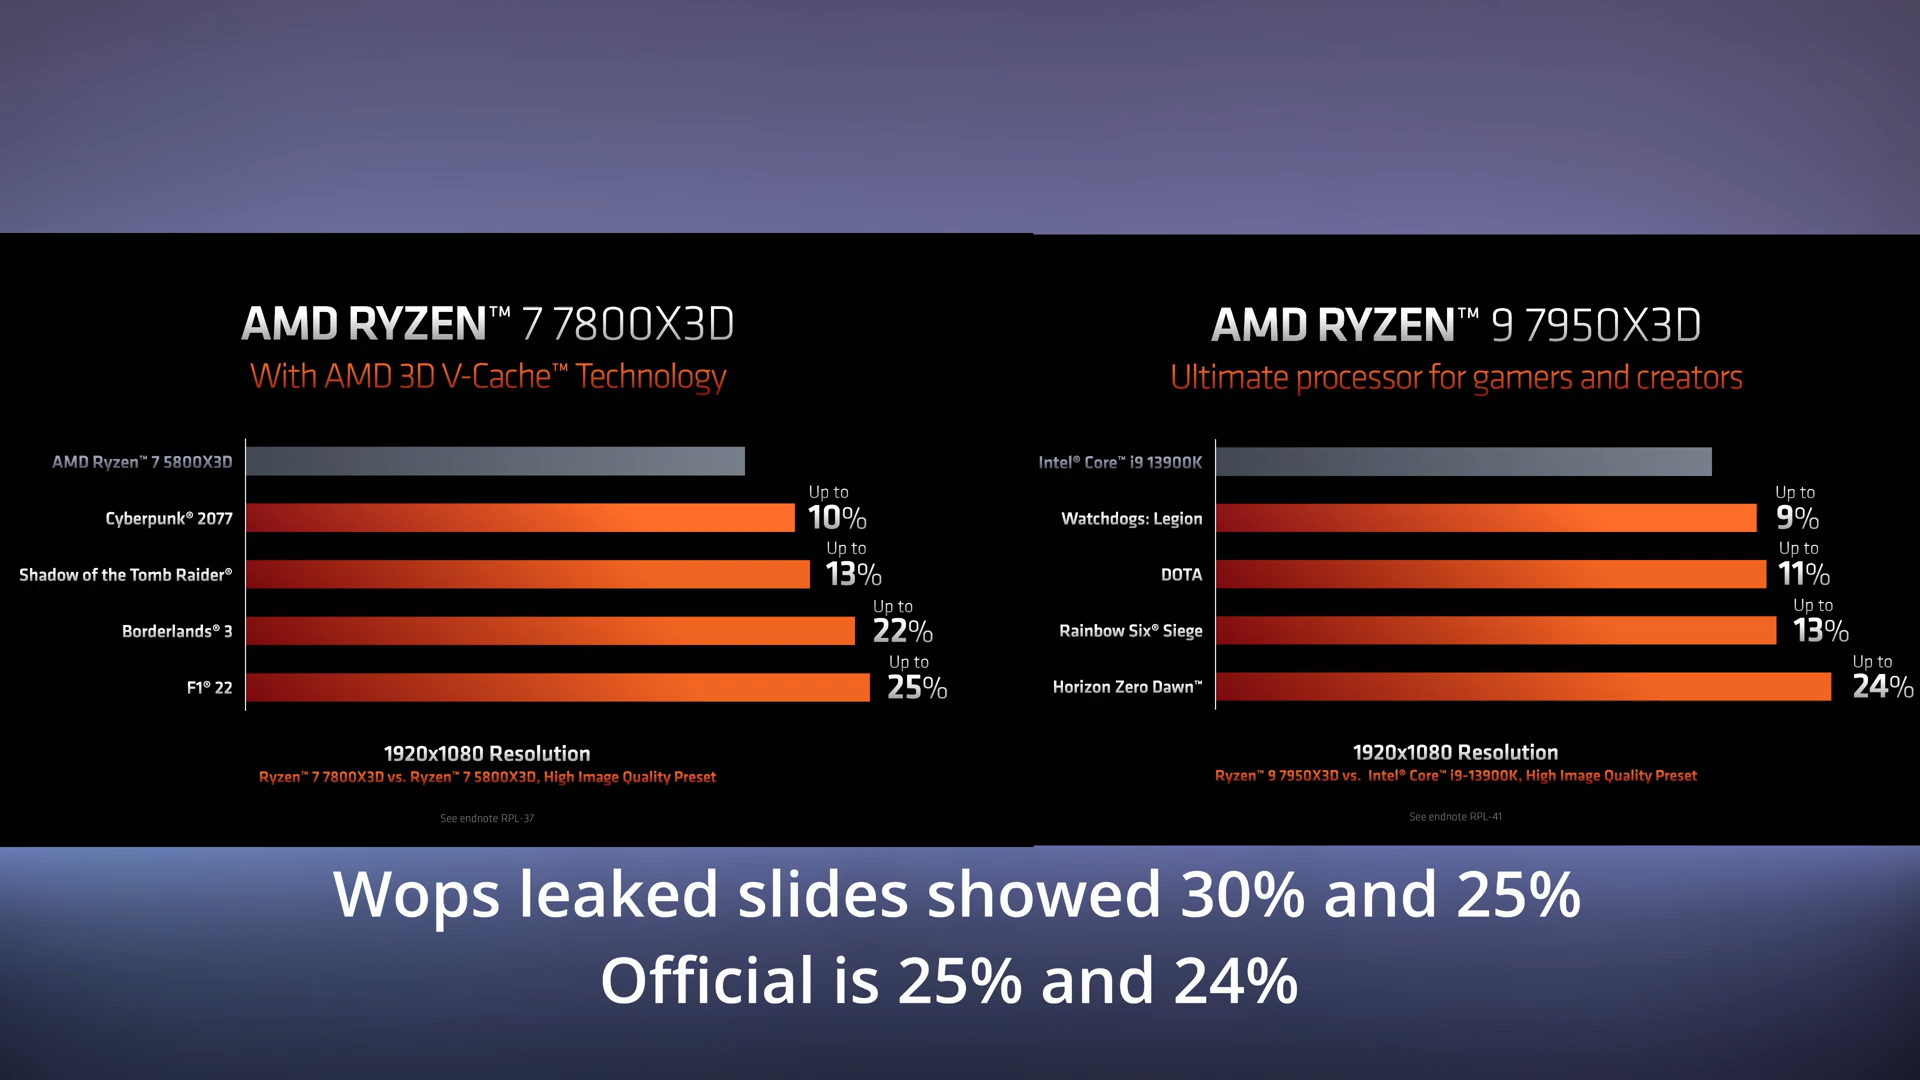 AMD RYZEN™ 7 7800X3D
With AMD 3D V-Cache™ Technology
AMD Ryzen™ 7 5800X3D
Cyberpunk® 2077
Up to
10%
Shadow of the Tomb Raider®
Up to
13%
Borderlands® 3
Up to
22%
F1® 22
Up to
25%
1920x1080 Resolution
Ryzen™ 7 7800X3D vs. Ryzen™ 7 5800X3D, High Image Quality Preset
See endnote RPL-37
AMD RYZEN™ 9 7950X3D
Ultimate processor for gamers and creators
Intel® Core™ i9 13900K
Watchdogs: Legion
Up to
9%
DOTA
Up to
11%
Rainbow Six® Siege
Up to
13%
Horizon Zero Dawn™
Up to
24%
1920x1080 Resolution
Ryzen™ 9 7950X3D vs. Intel® Core™ i9-13900K, High Image Quality Preset
See endnote RPL-41
Wops leaked slides showed 30% and 25%
Official is 25% and 24%